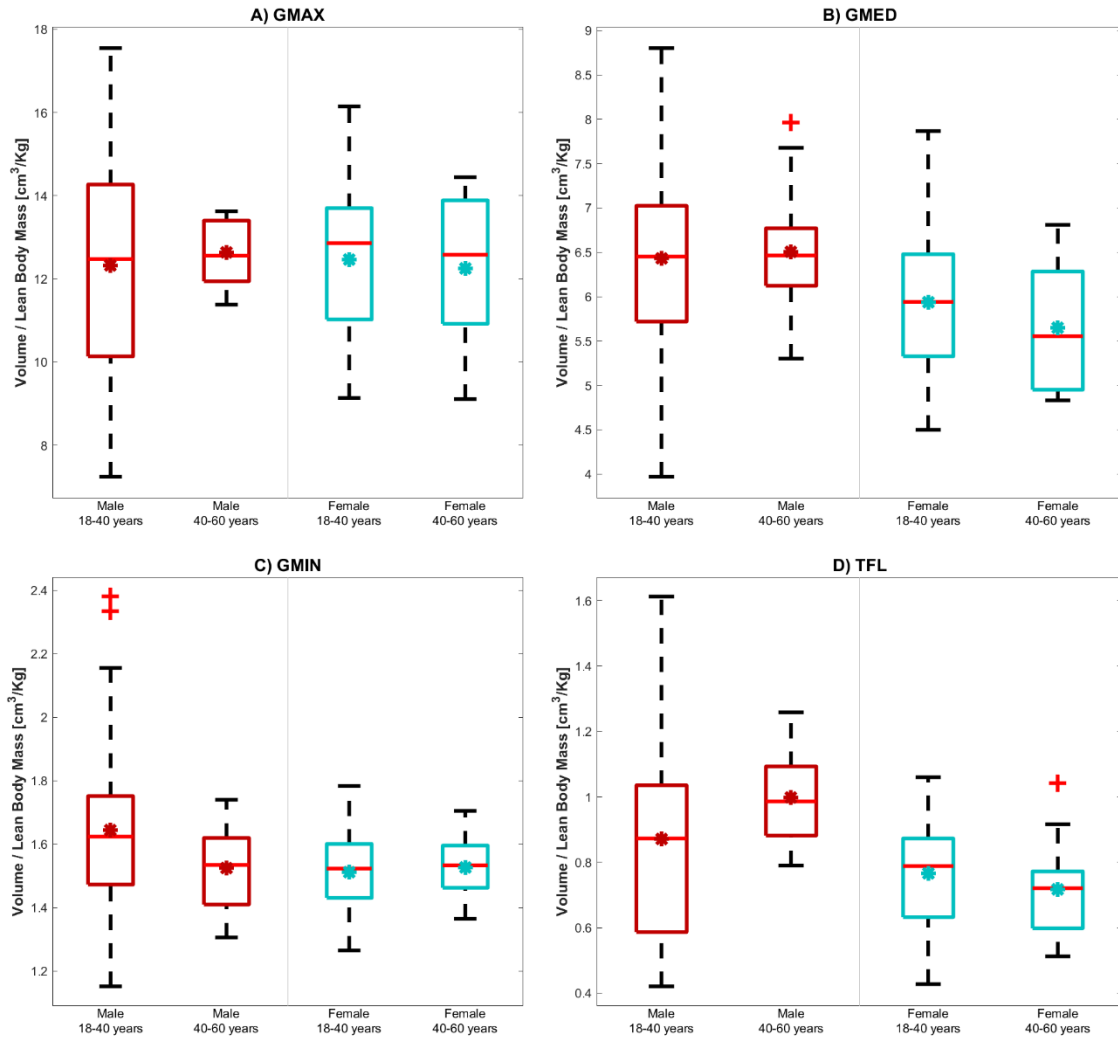 A) GMAX
Volume / Lean Body Mass [cm³/Kg]
18
16
14
12
10
8
Male
18-40 years
Male
40-60 years
Female
18-40 years
Female
40-60 years
B) GMED
Volume / Lean Body Mass [cm³/Kg]
9
8.5
8
7.5
7
6.5
6
5.5
5
4.5
4
Male
18-40 years
Male
40-60 years
Female
18-40 years
Female
40-60 years
C) GMIN
Volume / Lean Body Mass [cm³/Kg]
2.4
2.2
2
1.8
1.6
1.4
1.2
Male
18-40 years
Male
40-60 years
Female
18-40 years
Female
40-60 years
D) TFL
Volume / Lean Body Mass [cm³/Kg]
1.6
1.4
1.2
1
0.8
0.6
0.4
Male
18-40 years
Male
40-60 years
Female
18-40 years
Female
40-60 years